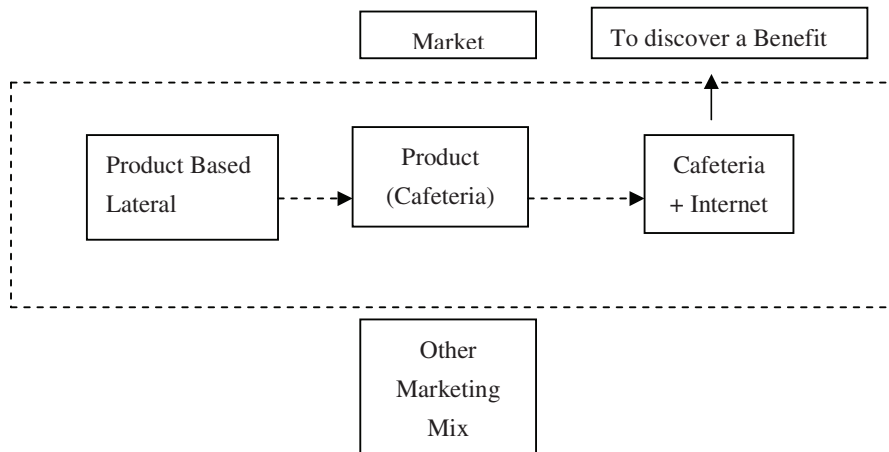 Market
To discover a Benefit
Product Based
Lateral
Product
(Cafeteria)
Cafeteria
+ Internet
Other
Marketing
Mix